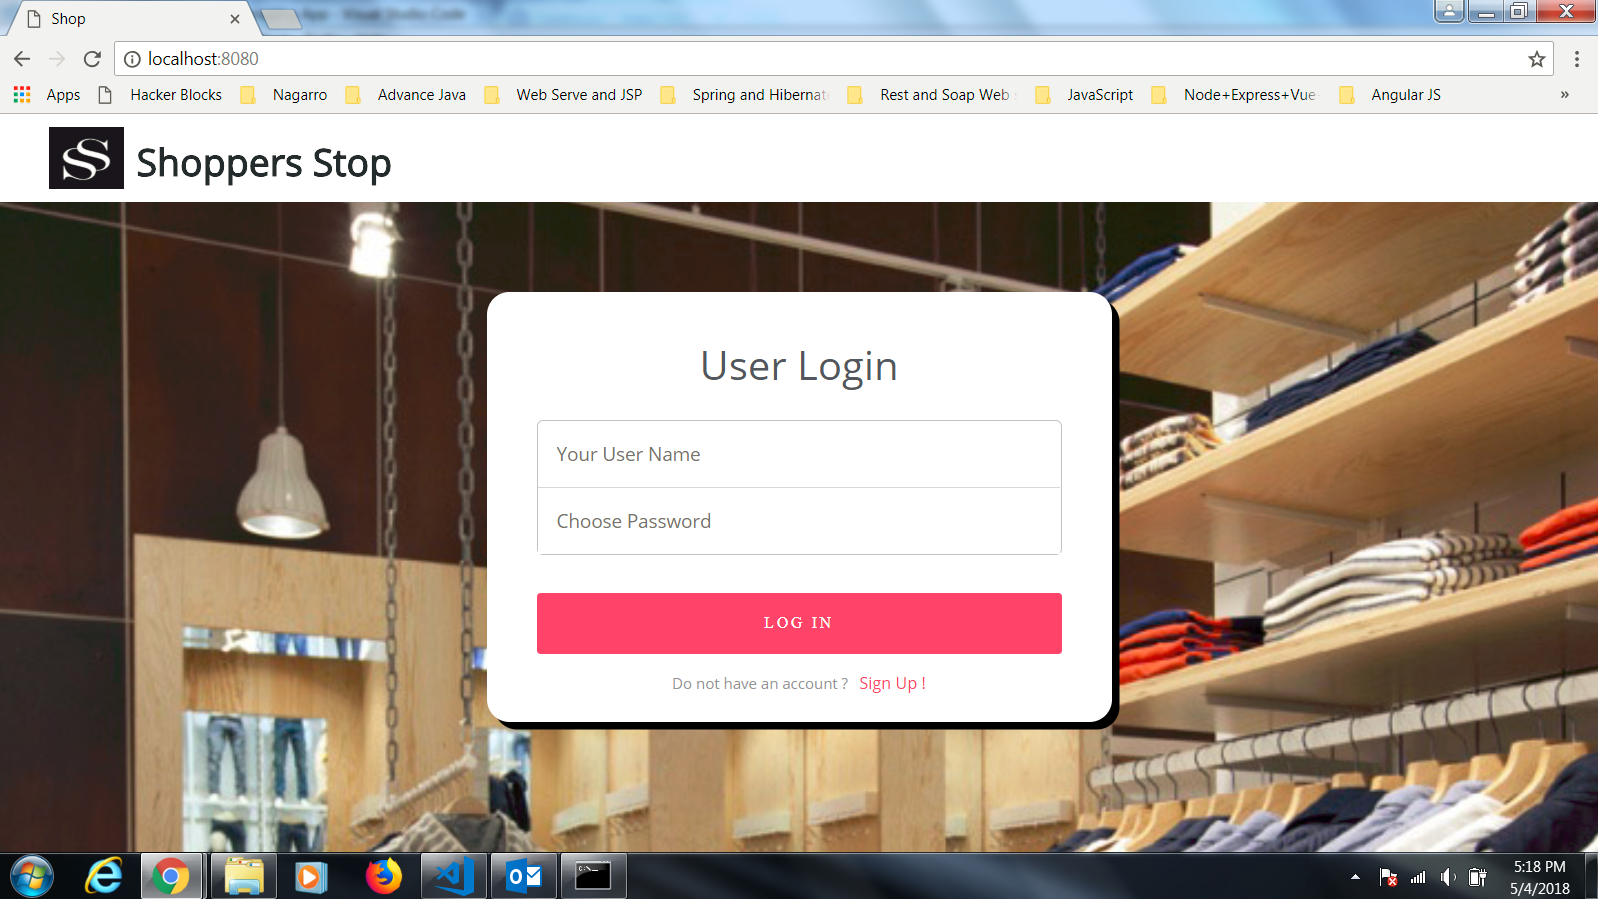 Shop
localhost:8080
Apps Hacker Blocks Nagarro Advance Java Web Serve and JSP Spring and Hibernat Rest and Soap Web JavaScript Node+Express+Vue Angular JS »
Shoppers Stop
User Login
Your User Name
Choose Password
LOG IN
Do not have an account ? Sign Up !
5:18 PM
5/4/2018